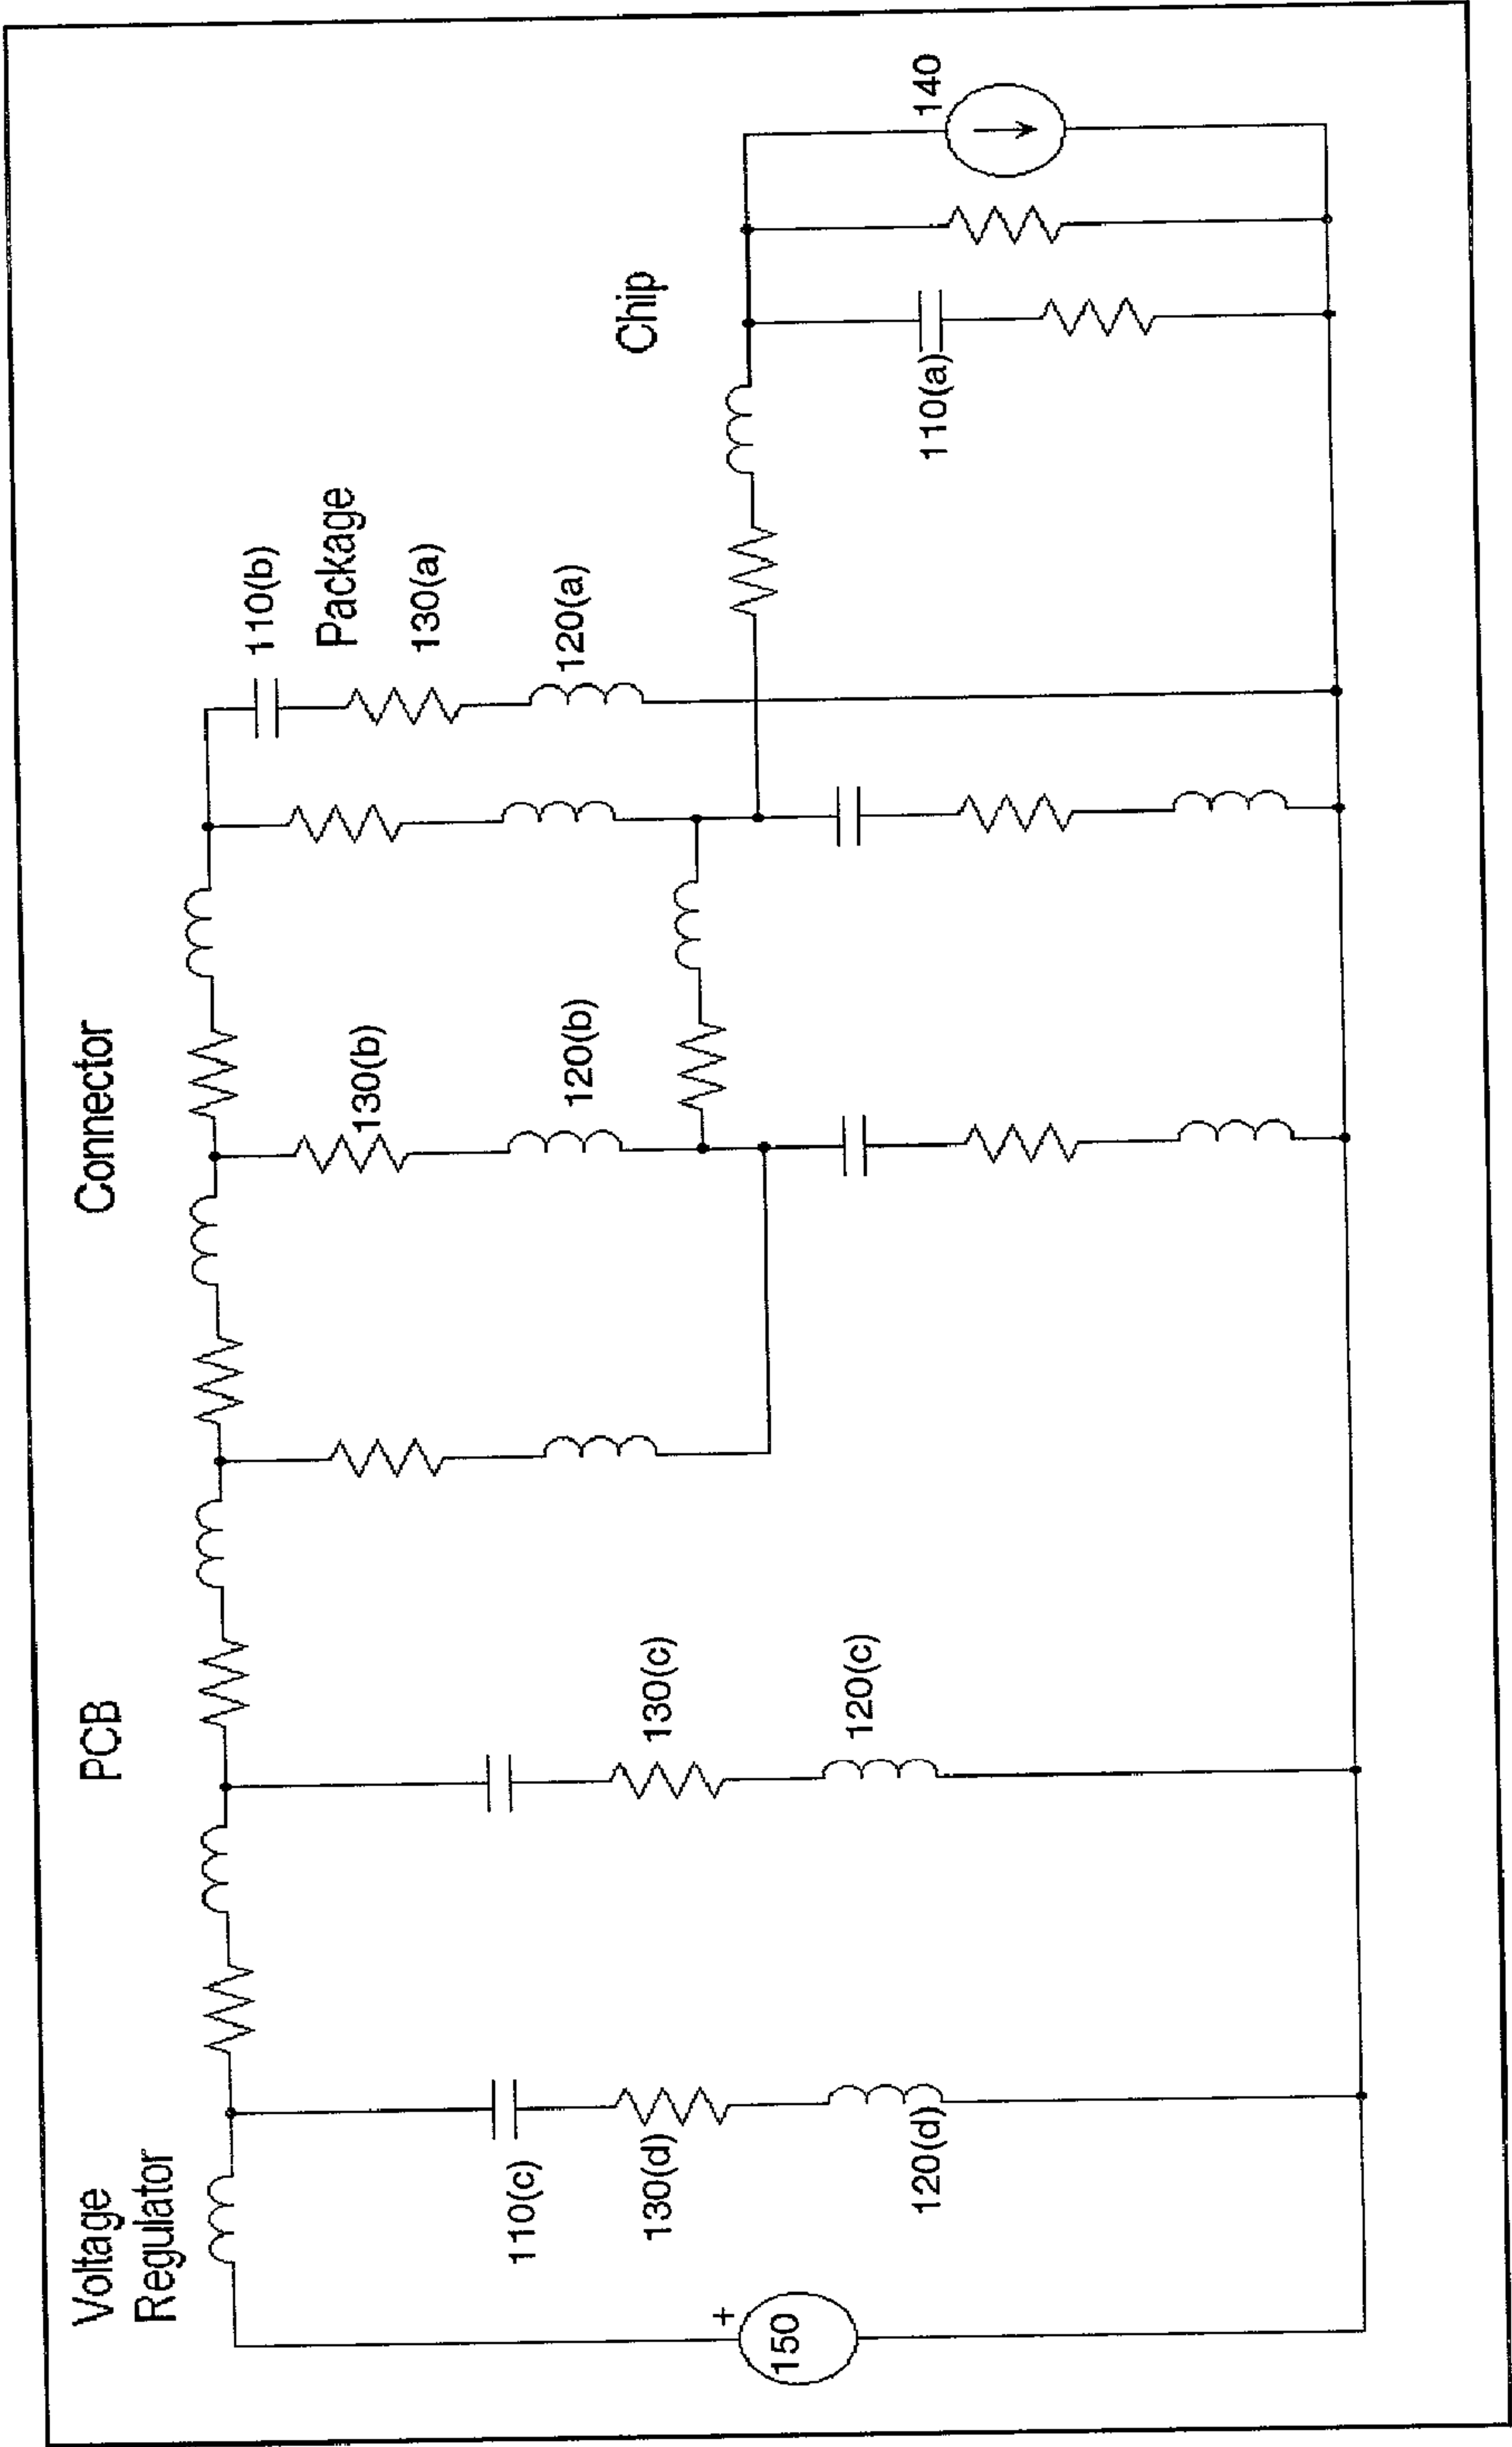 Voltage
Regulator
PCB
Connector
Package
Chip
150
+
110(c)
130(d)
120(d)
130(c)
120(c)
130(b)
120(b)
110(b)
130(a)
120(a)
110(a)
140